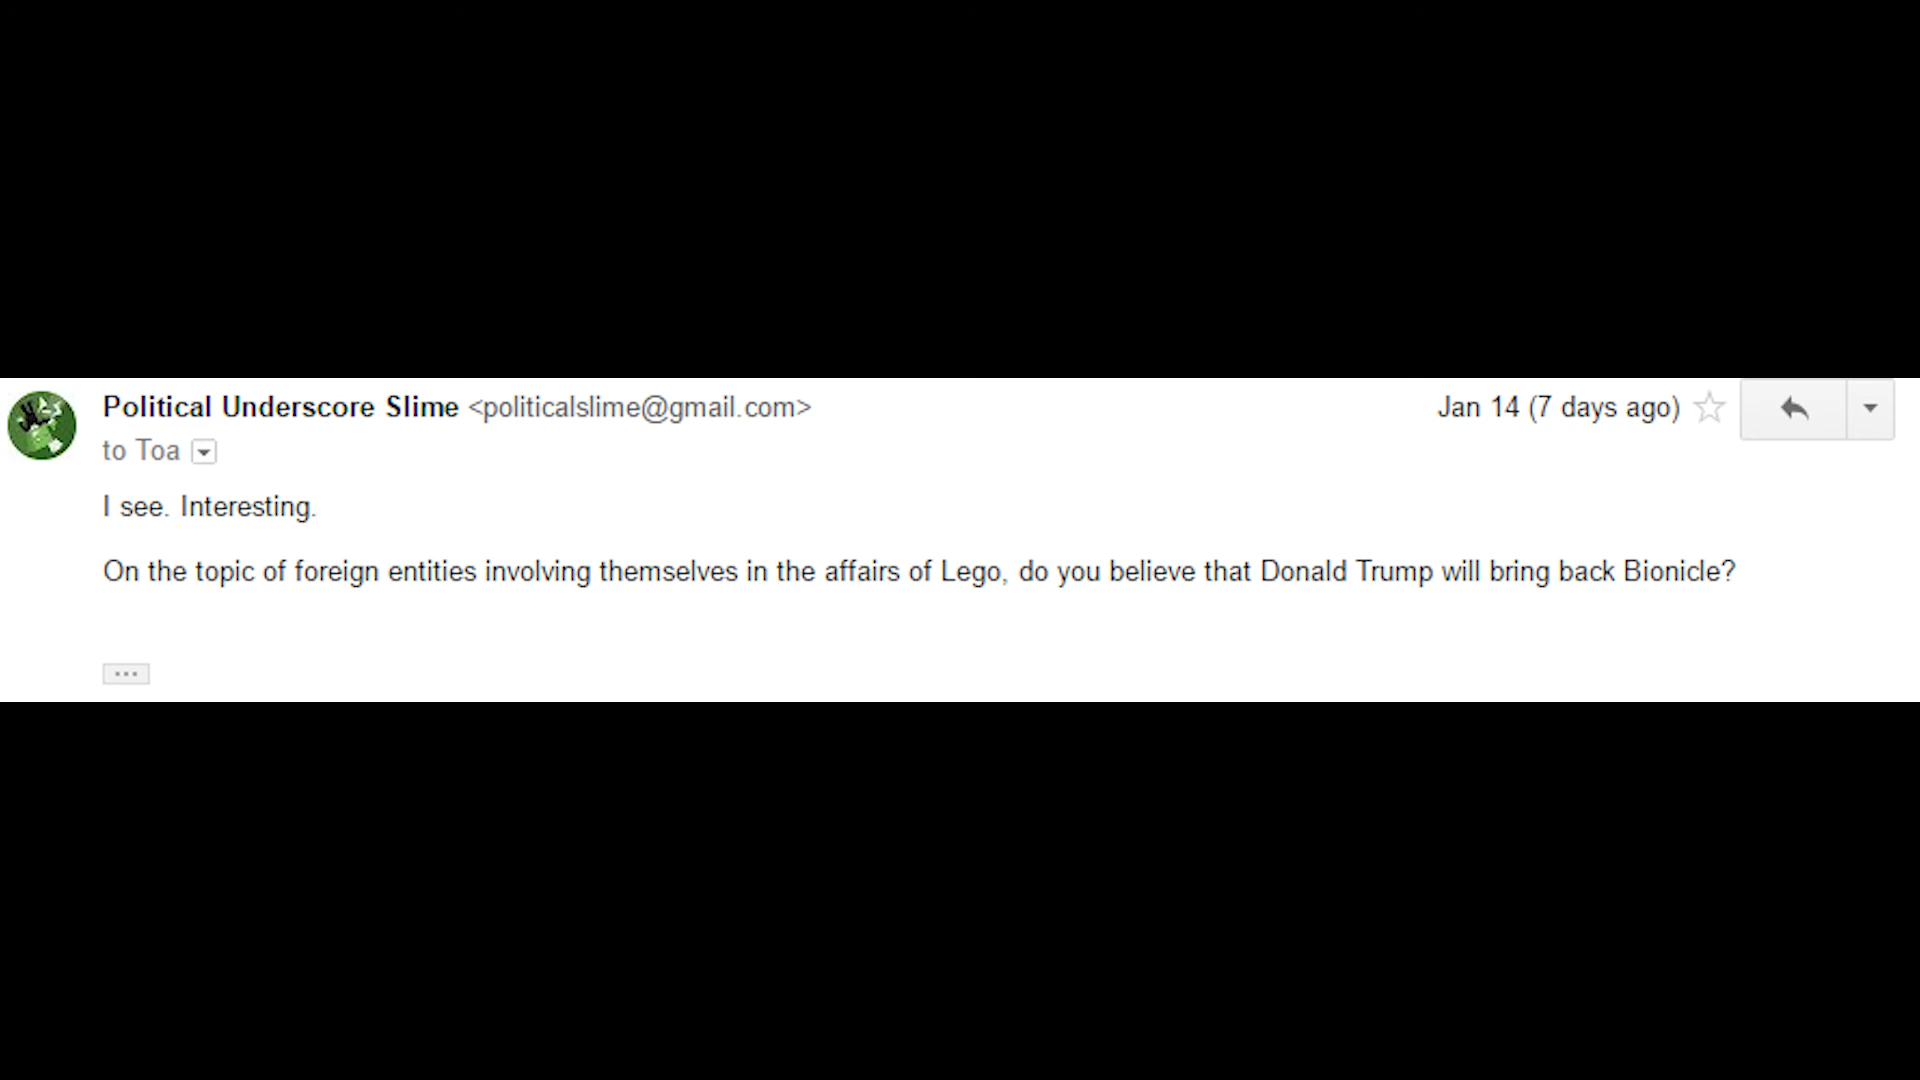 Political Underscore Slime <politicalslime@gmail.com>
Jan 14 (7 days ago)
to Toa
I see. Interesting.
On the topic of foreign entities involving themselves in the affairs of Lego, do you believe that Donald Trump will bring back Bionicle?